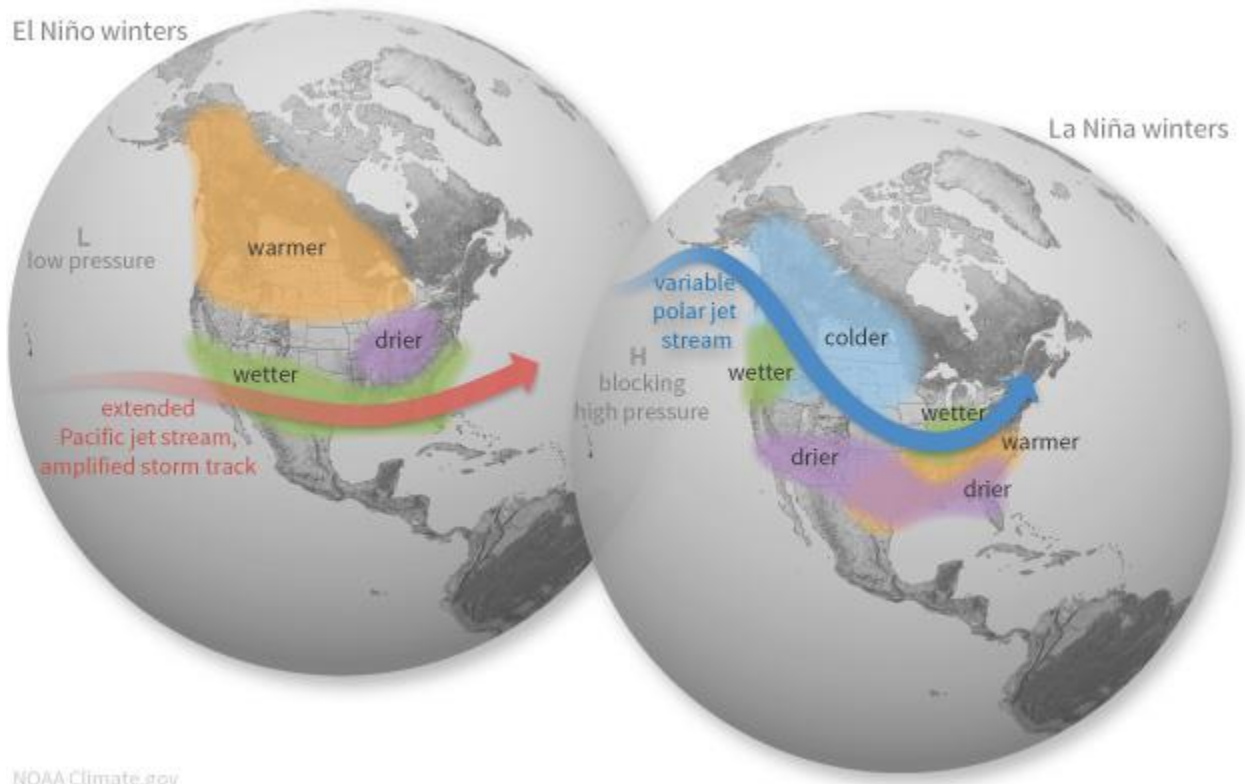 El Niño winters
L
low pressure
warmer
drier
wetter
extended
Pacific jet stream,
amplified storm track
La Niña winters
variable
polar jet
stream
H
blocking
high pressure
colder
wetter
wetter
warmer
drier
drier
NOAA Climate.gov